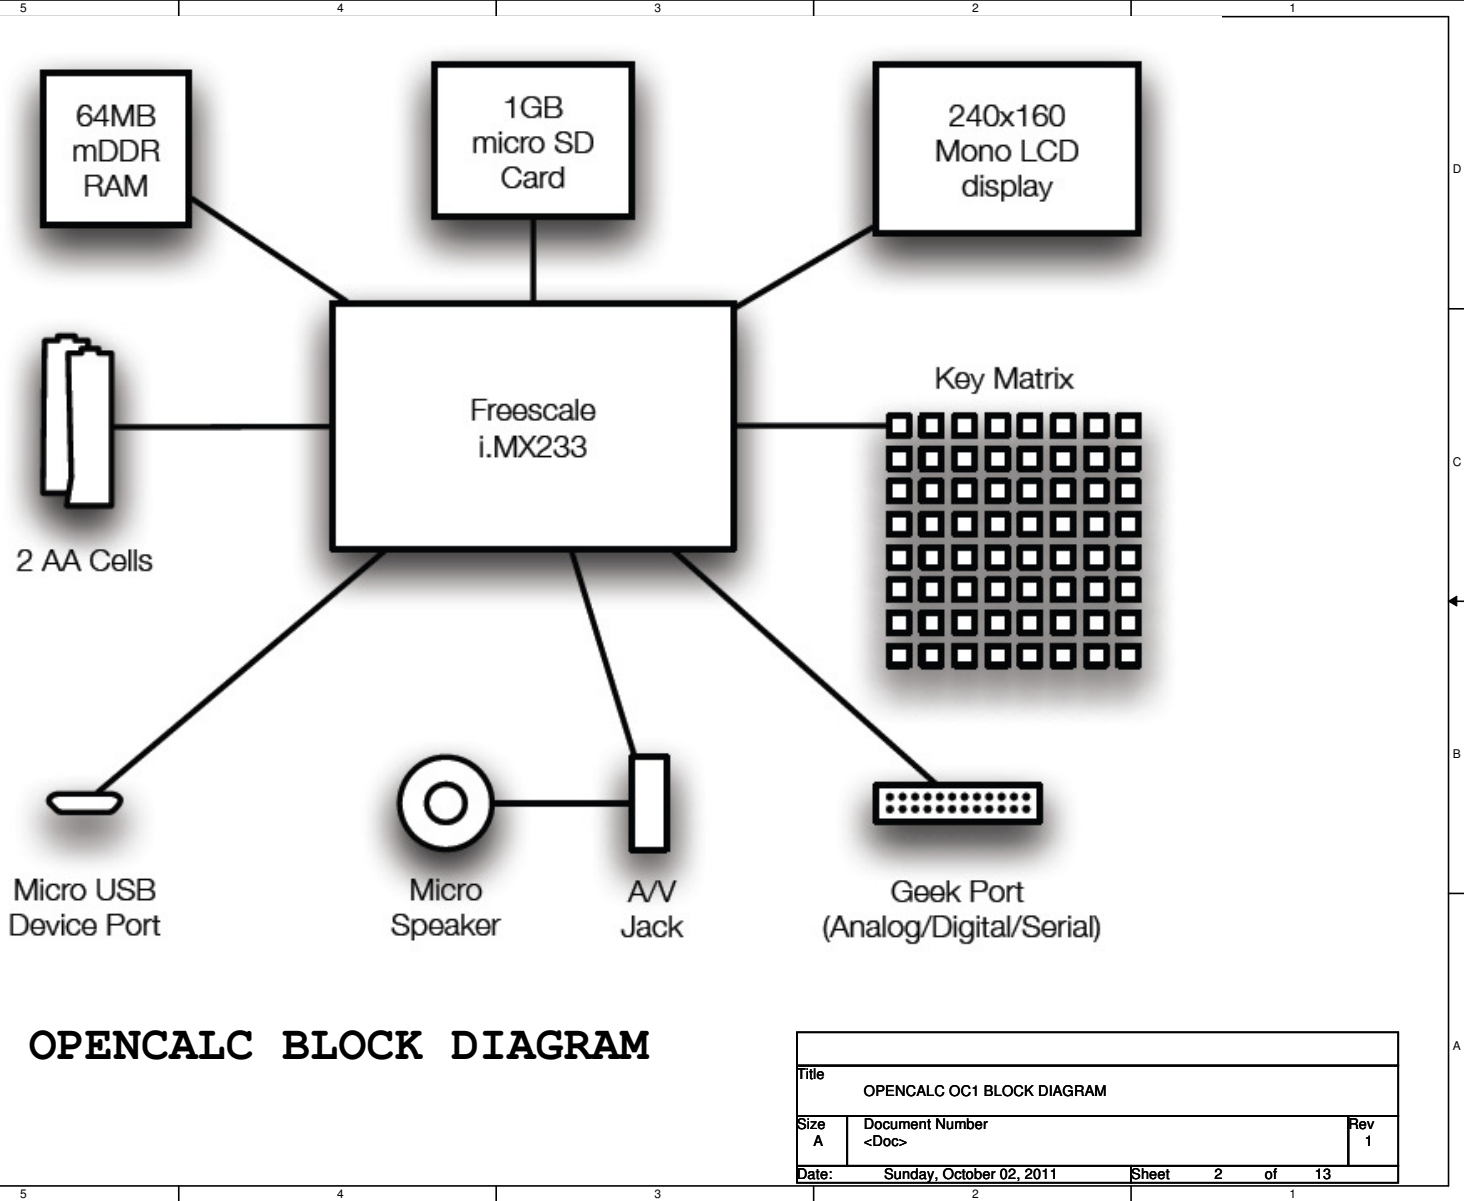 5 4 3 2 1
64MB
mDDR
RAM
1GB
micro SD
Card
240x160
Mono LCD
display
D
Freescale
i.MX233
Key Matrix
C
2 AA Cells
B
Micro USB
Device Port
Micro
Speaker
A/V
Jack
Geek Port
(Analog/Digital/Serial)
OPENCALC BLOCK DIAGRAM
A
Title
OPENCALC OC1 BLOCK DIAGRAM
Size Document Number Rev
A <Doc> 1
Date: Sunday, October 02, 2011 Sheet 2 of 13
5 4 3 2 1